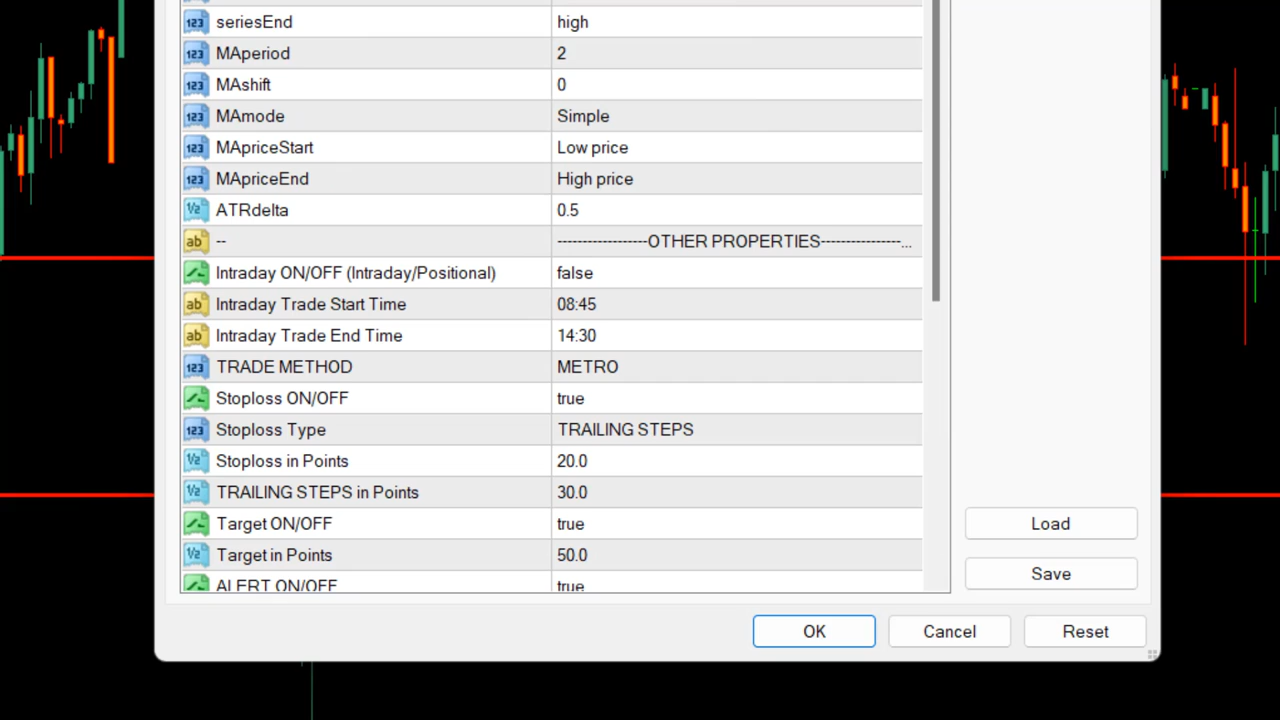 seriesEnd high
MAperiod 2
MAshift 0
MAmode Simple
MApriceStart Low price
MApriceEnd High price
ATRdelta 0.5
-- ------------------OTHER PROPERTIES----------------...
Intraday ON/OFF (Intraday/Positional) false
Intraday Trade Start Time 08:45
Intraday Trade End Time 14:30
TRADE METHOD METRO
Stoploss ON/OFF true
Stoploss Type TRAILING STEPS
Stoploss in Points 20.0
TRAILING STEPS in Points 30.0
Target ON/OFF true
Target in Points 50.0
ALERT ON/OFF true
Load
Save
OK Cancel Reset